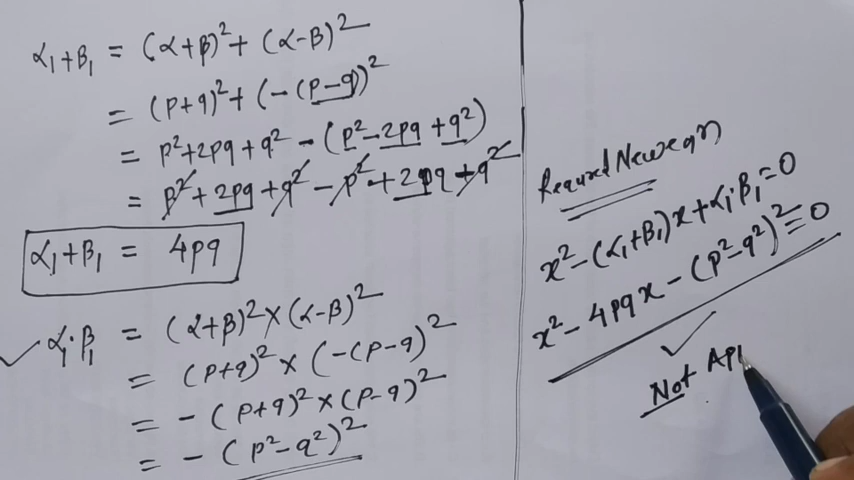 α₁+β₁ = (α+β)²+ (α-β)²
= (p+q)²+ (-(p-q))²
= p²+2pq+q² - (p²-2pq+q²)
= p²+2pq+q²-p²+2pq+q²
α₁+β₁ = 4pq
α₁·β₁ = (α+β)²×(α-β)²
= (p+q)² × (-(p-q)²
= -(p+q)²×(p-q)²
= -(p²-q²)²
Required New eqn
x²-(α₁+β₁)x+α₁·β₁=0
x²-4pqx-(p²-q²)²=0
Not Api